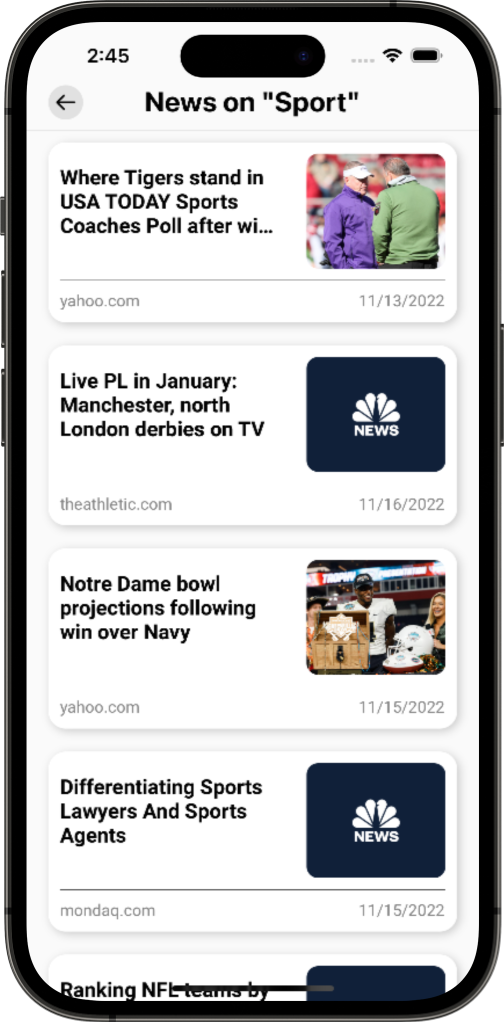 2:45
News on "Sport"
Where Tigers stand in
USA TODAY Sports
Coaches Poll after wi...
yahoo.com 11/13/2022
Live PL in January:
Manchester, north
London derbies on TV
NEWS
theathletic.com 11/16/2022
Notre Dame bowl
projections following
win over Navy
yahoo.com 11/15/2022
Differentiating Sports
Lawyers And Sports
Agents
NEWS
mondaq.com 11/15/2022
Ranking NFL teams by